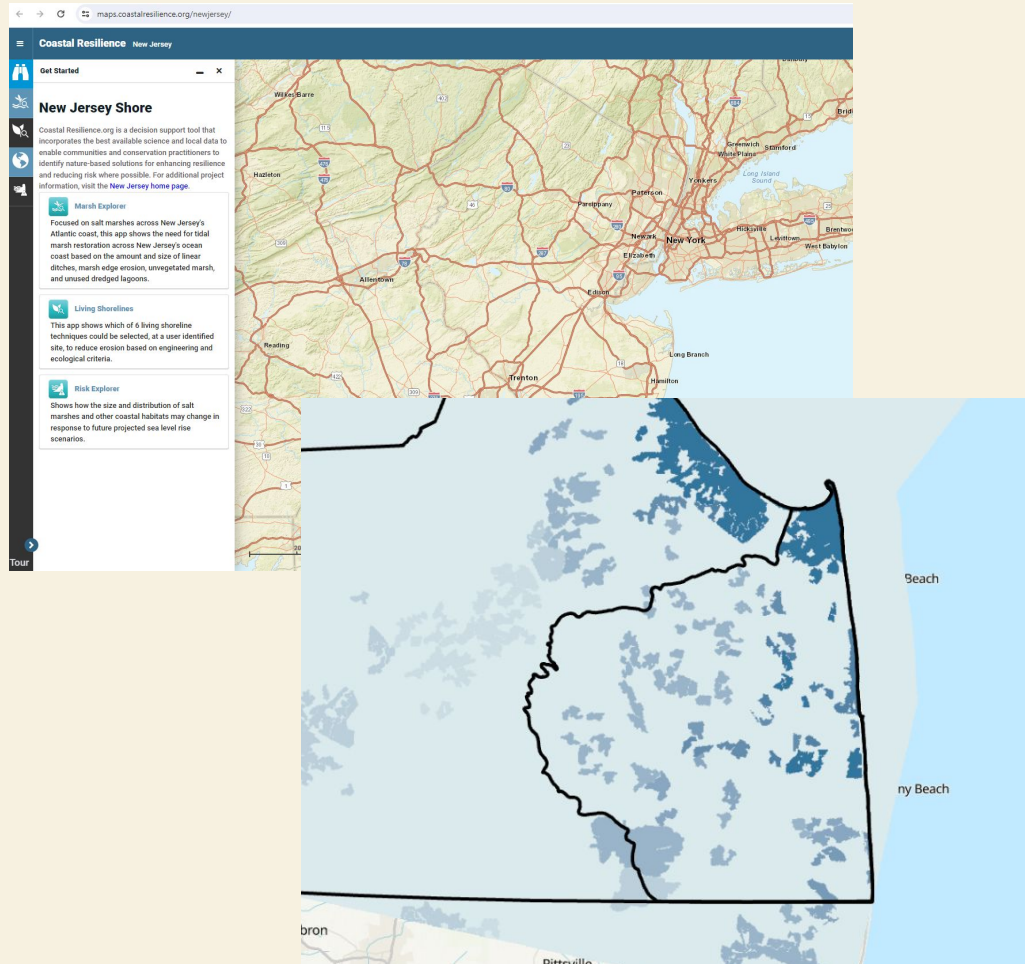 maps.coastalresilience.org/newjersey/
Coastal Resilience New Jersey
Get Started
New Jersey Shore
Coastal Resilience.org is a decision support tool that
incorporates the best available science and local data to
enable communities and conservation practitioners to
identify nature-based solutions for enhancing resilience
and reducing risk where possible. For additional project
information, visit the New Jersey home page.
Marsh Explorer
Focused on salt marshes across New Jersey's
Atlantic coast, this app shows the need for tidal
marsh restoration across New Jersey's ocean
coast based on the amount and size of linear
ditches, marsh edge erosion, unvegetated marsh,
and unused dredged lagoons.
Living Shorelines
This app shows which of 6 living shoreline
techniques could be selected, at a user identified
site, to reduce erosion based on engineering and
ecological criteria.
Risk Explorer
Shows how the size and distribution of salt
marshes and other coastal habitats may change in
response to future projected sea level rise
scenarios.
Tour
Wilkes Barre
Hazleton
Allentown
Reading
Trenton
Greenwich
Stamford
White Plains
Long Island
Sound
Yonkers
Paterson
Parsippany
Newark
New York
Elizabeth
Hicksville
Levittown
Brentwo
West Babylon
Edison
Long Branch
Hamilton
Beach
ny Beach
bron
Pittsville